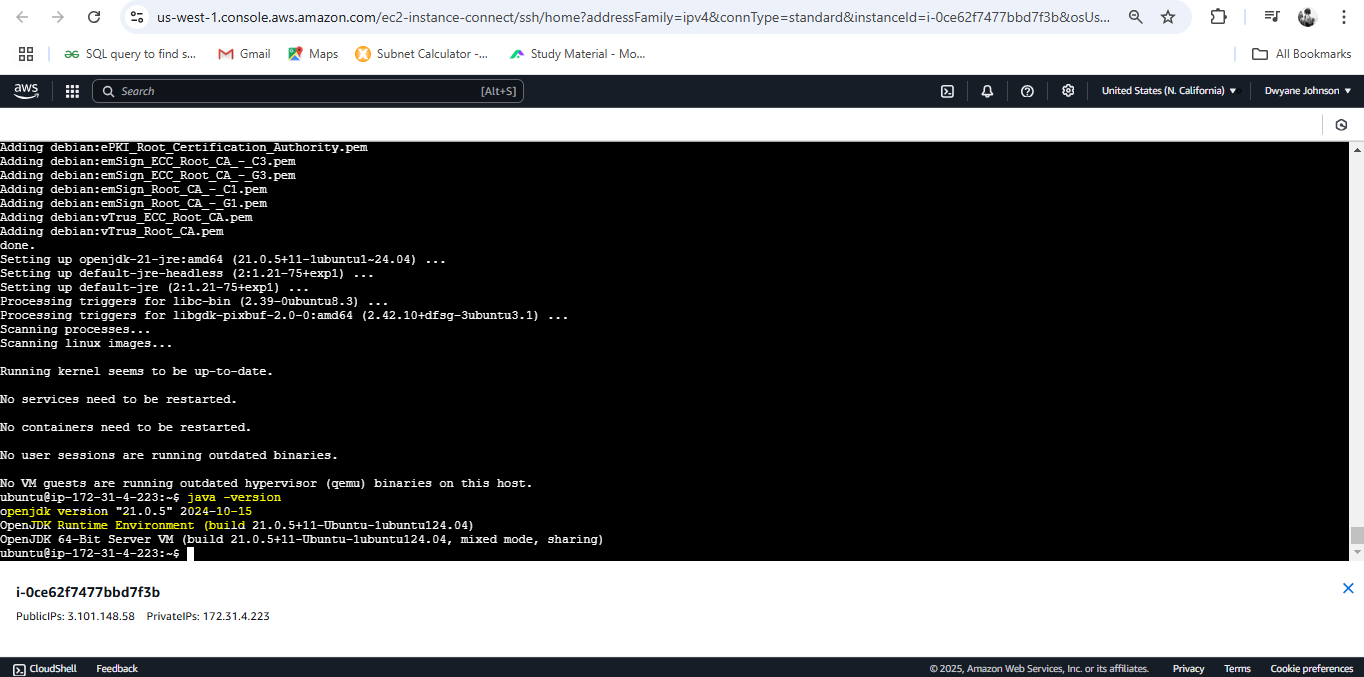 us-west-1.console.aws.amazon.com/ec2-instance-connect/ssh/home?addressFamily=ipv4&connType=standard&instanceId=i-0ce62f7477bbd7f3b&osUs...
SQL query to find s...
Gmail
Maps
Subnet Calculator -...
Study Material - Mo...
All Bookmarks
aws
Search
[Alt+S]
United States (N. California)
Dwyane Johnson
Adding debian:ePKI_Root_Certification_Authority.pem
Adding debian:emSign_ECC_Root_CA_-_C3.pem
Adding debian:emSign_ECC_Root_CA_-_G3.pem
Adding debian:emSign_Root_CA_-_C1.pem
Adding debian:emSign_Root_CA_-_G1.pem
Adding debian:vTrus_ECC_Root_CA.pem
Adding debian:vTrus_Root_CA.pem
done.
Setting up openjdk-21-jre:amd64 (21.0.5+11-1ubuntu1~24.04) ...
Setting up default-jre-headless (2:1.21-75+exp1) ...
Setting up default-jre (2:1.21-75+exp1) ...
Processing triggers for libc-bin (2.39-0ubuntu8.3) ...
Processing triggers for libgdk-pixbuf-2.0-0:amd64 (2.42.10+dfsg-3ubuntu3.1) ...
Scanning processes...
Scanning linux images...
Running kernel seems to be up-to-date.
No services need to be restarted.
No containers need to be restarted.
No user sessions are running outdated binaries.
No VM guests are running outdated hypervisor (qemu) binaries on this host.
ubuntu@ip-172-31-4-223:~$ java -version
openjdk version "21.0.5" 2024-10-15
OpenJDK Runtime Environment (build 21.0.5+11-Ubuntu-1ubuntu124.04)
OpenJDK 64-Bit Server VM (build 21.0.5+11-Ubuntu-1ubuntu124.04, mixed mode, sharing)
ubuntu@ip-172-31-4-223:~$
i-0ce62f7477bbd7f3b
PublicIPs: 3.101.148.58 PrivateIPs: 172.31.4.223
CloudShell
Feedback
© 2025, Amazon Web Services, Inc. or its affiliates.
Privacy
Terms
Cookie preferences